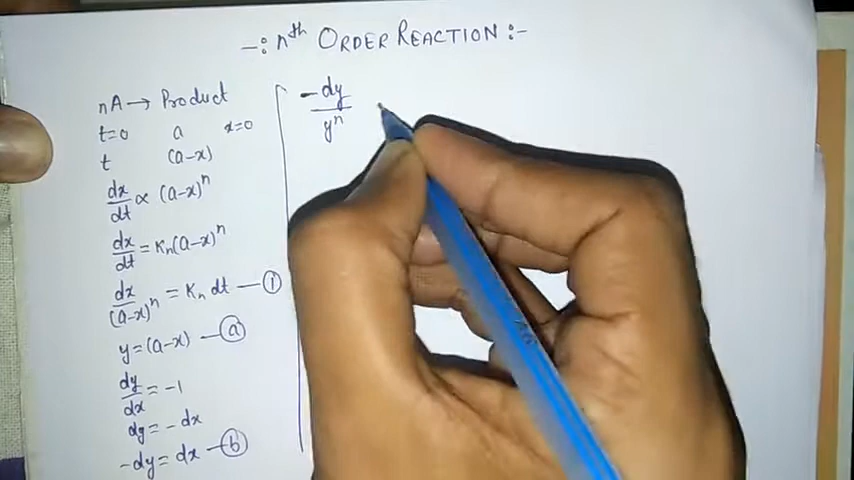 -: nth ORDER REACTION :-
nA → Product
t=0 a x=0
t (a-x)
dx/dt ∝ (a-x)^n
dx/dt = Kn(a-x)^n
dx/(a-x)^n = Kn dt — ①
y=(a-x) — ⓐ
dy/dx = -1
dy = -dx
-dy = dx — ⓑ
-dy/y^n